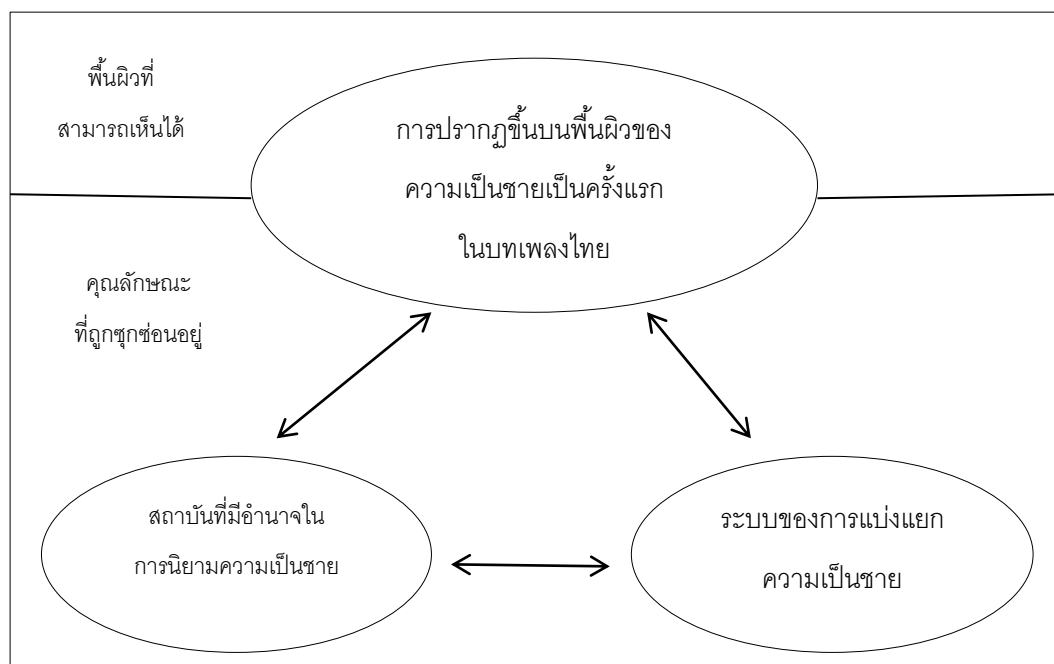 พื้นผิวที่
สามารถเห็นได้
การปรากฏขึ้นบนพื้นผิวของ
ความเป็นชายเป็นครั้งแรก
ในบทเพลงไทย
คุณลักษณะ
ที่ถูกซุกซ่อนอยู่
สถาบันที่มีอำนาจใน
การนิยามความเป็นชาย
ระบบของการแบ่งแยก
ความเป็นชาย